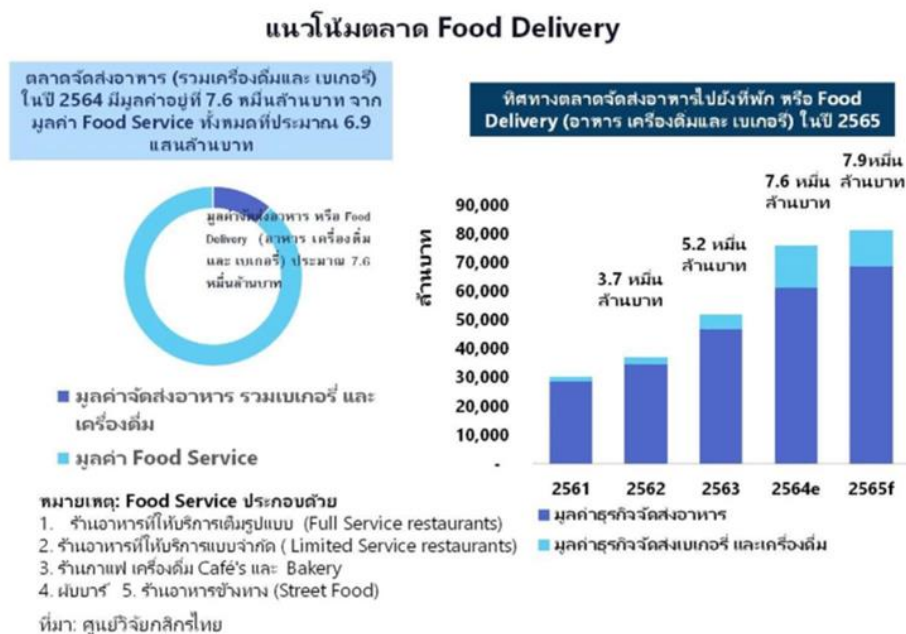 แนวโน้มตลาด Food Delivery
ตลาดจัดส่งอาหาร (รวมเครื่องดื่มและ เบเกอรี่)
ในปี 2564 มีมูลค่าอยู่ที่ 7.6 หมื่นล้านบาท จาก
มูลค่า Food Service ทั้งหมดที่ประมาณ 6.9
แสนล้านบาท
มูลค่าจัดส่งอาหาร หรือ Food
Delivery (อาหาร เครื่องดื่ม
และ เบเกอรี่) ประมาณ 7.6
หมื่นล้านบาท
มูลค่าจัดส่งอาหาร รวมเบเกอรี่ และ
เครื่องดื่ม
มูลค่า Food Service
หมายเหตุ: Food Service ประกอบด้วย
1. ร้านอาหารที่ให้บริการเต็มรูปแบบ (Full Service restaurants)
2. ร้านอาหารที่ให้บริการแบบจำกัด ( Limited Service restaurants)
3. ร้านกาแฟ เครื่องดื่ม Café's และ Bakery
4. ผับบาร์ 5. ร้านอาหารข้างทาง (Street Food)
ที่มา: ศูนย์วิจัยกสิกรไทย
ทิศทางตลาดจัดส่งอาหารไปยังที่พัก หรือ Food
Delivery (อาหาร เครื่องดื่มและ เบเกอรี่) ในปี 2565
7.9หมื่น
ล้านบาท
7.6 หมื่น
ล้านบาท
5.2 หมื่น
ล้านบาท
3.7 หมื่น
ล้านบาท
ล้านบาท
90,000
80,000
70,000
60,000
50,000
40,000
30,000
20,000
10,000
-
2561 2562 2563 2564e 2565f
มูลค่าธุรกิจจัดส่งอาหาร
มูลค่าธุรกิจจัดส่งเบเกอรี่ และเครื่องดื่ม